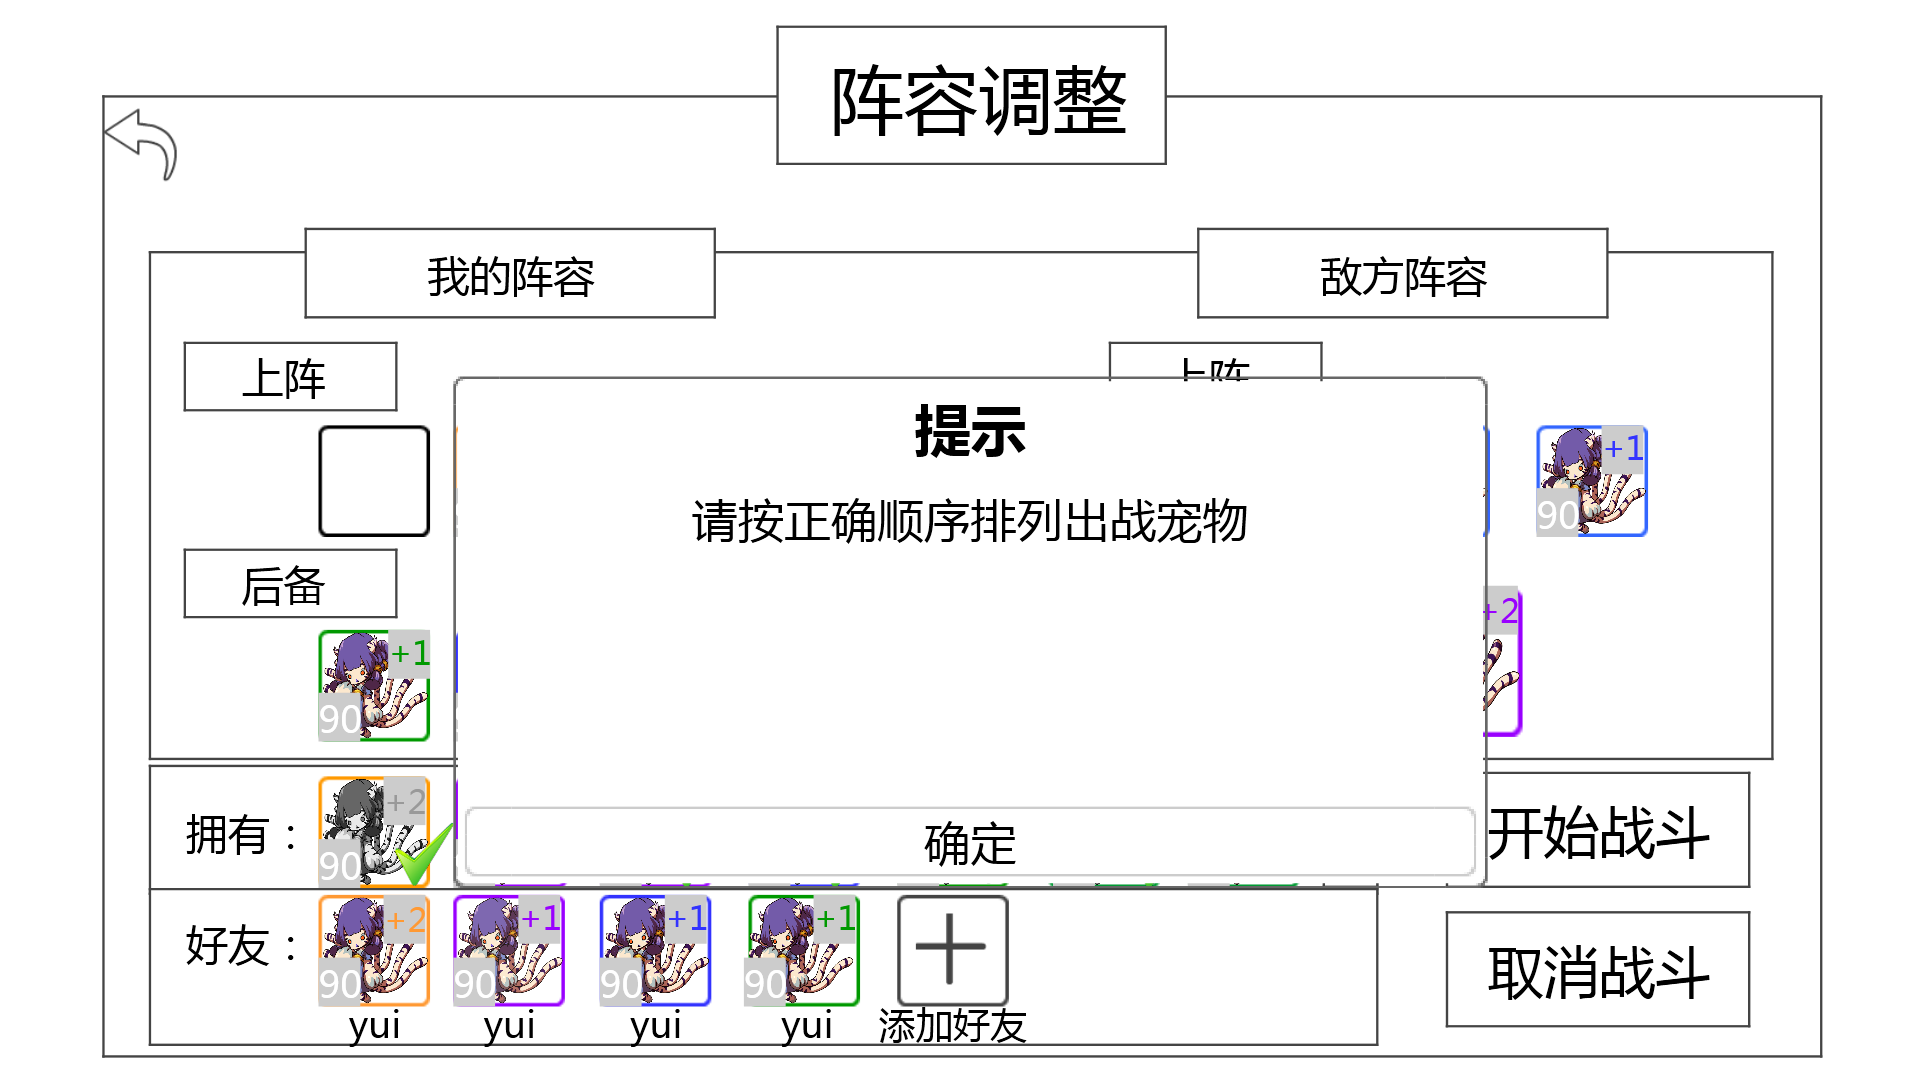 阵容调整
我的阵容
敌方阵容
上阵
上阵
提示
请按正确顺序排列出战宠物
+1
90
后备
+1
90
+2
拥有：
+2
90
确定
开始战斗
好友：
+2
90
yui
+1
90
yui
+1
90
yui
+1
90
yui
添加好友
取消战斗